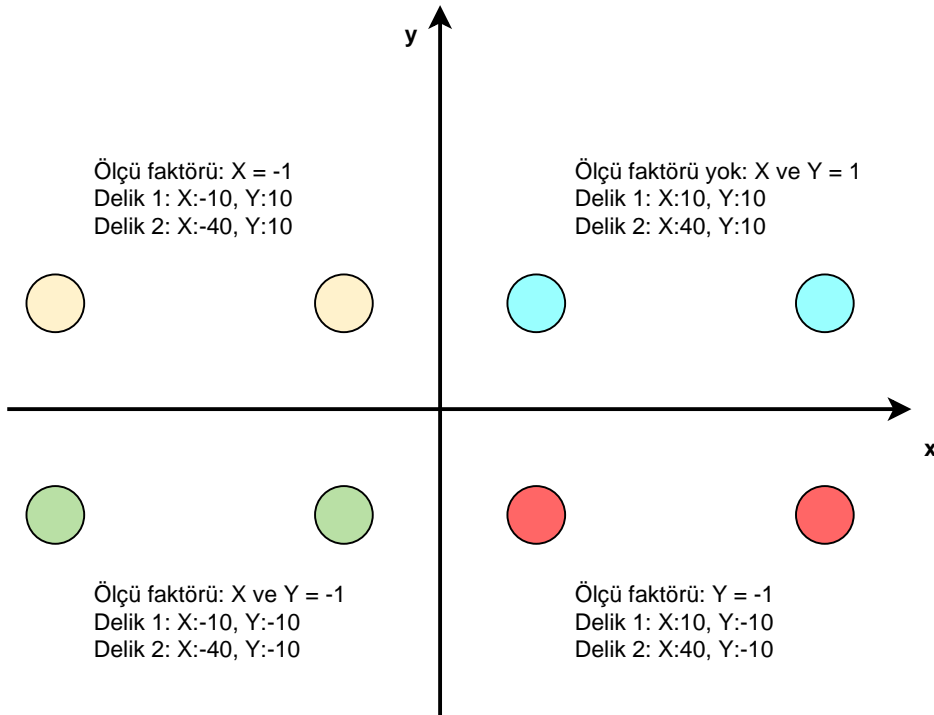 y
Ölçü faktörü: X = -1
Delik 1: X:-10, Y:10
Delik 2: X:-40, Y:10
Ölçü faktörü yok: X ve Y = 1
Delik 1: X:10, Y:10
Delik 2: X:40, Y:10
x
Ölçü faktörü: X ve Y = -1
Delik 1: X:-10, Y:-10
Delik 2: X:-40, Y:-10
Ölçü faktörü: Y = -1
Delik 1: X:10, Y:-10
Delik 2: X:40, Y:-10